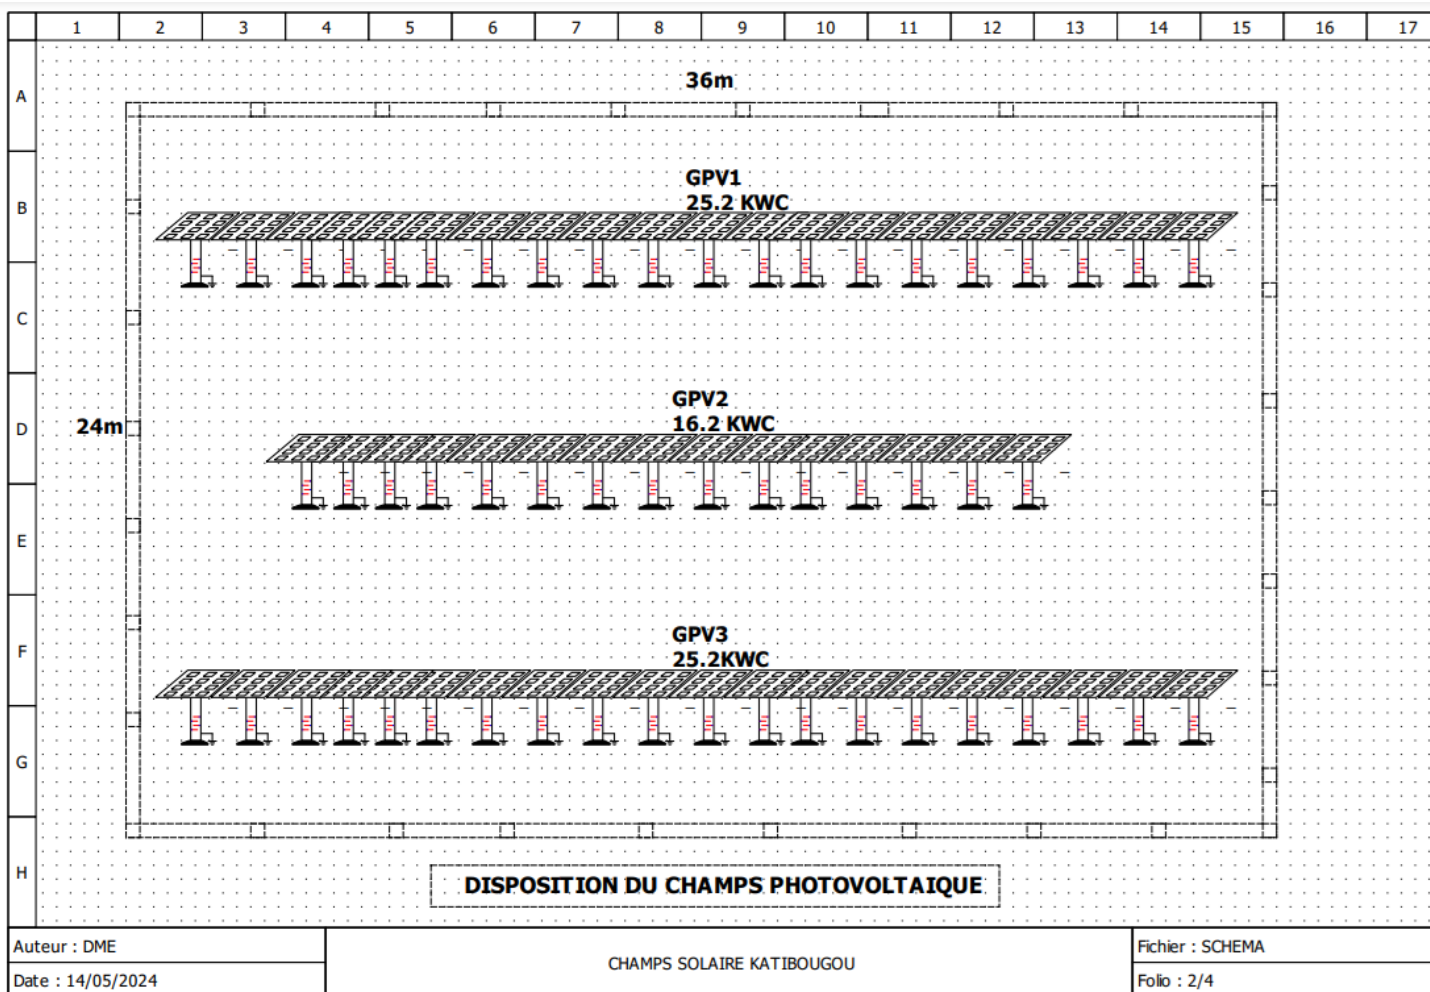 1 2 3 4 5 6 7 8 9 10 11 12 13 14 15 16 17
A
36m
GPV1
B
25.2 KWC
C
GPV2
D
24m
16.2 KWC
E
GPV3
F
25.2KWC
G
H
DISPOSITION DU CHAMPS PHOTOVOLTAIQUE
Auteur : DME
Date : 14/05/2024
CHAMPS SOLAIRE KATIBOUGOU
Fichier : SCHEMA
Folio : 2/4